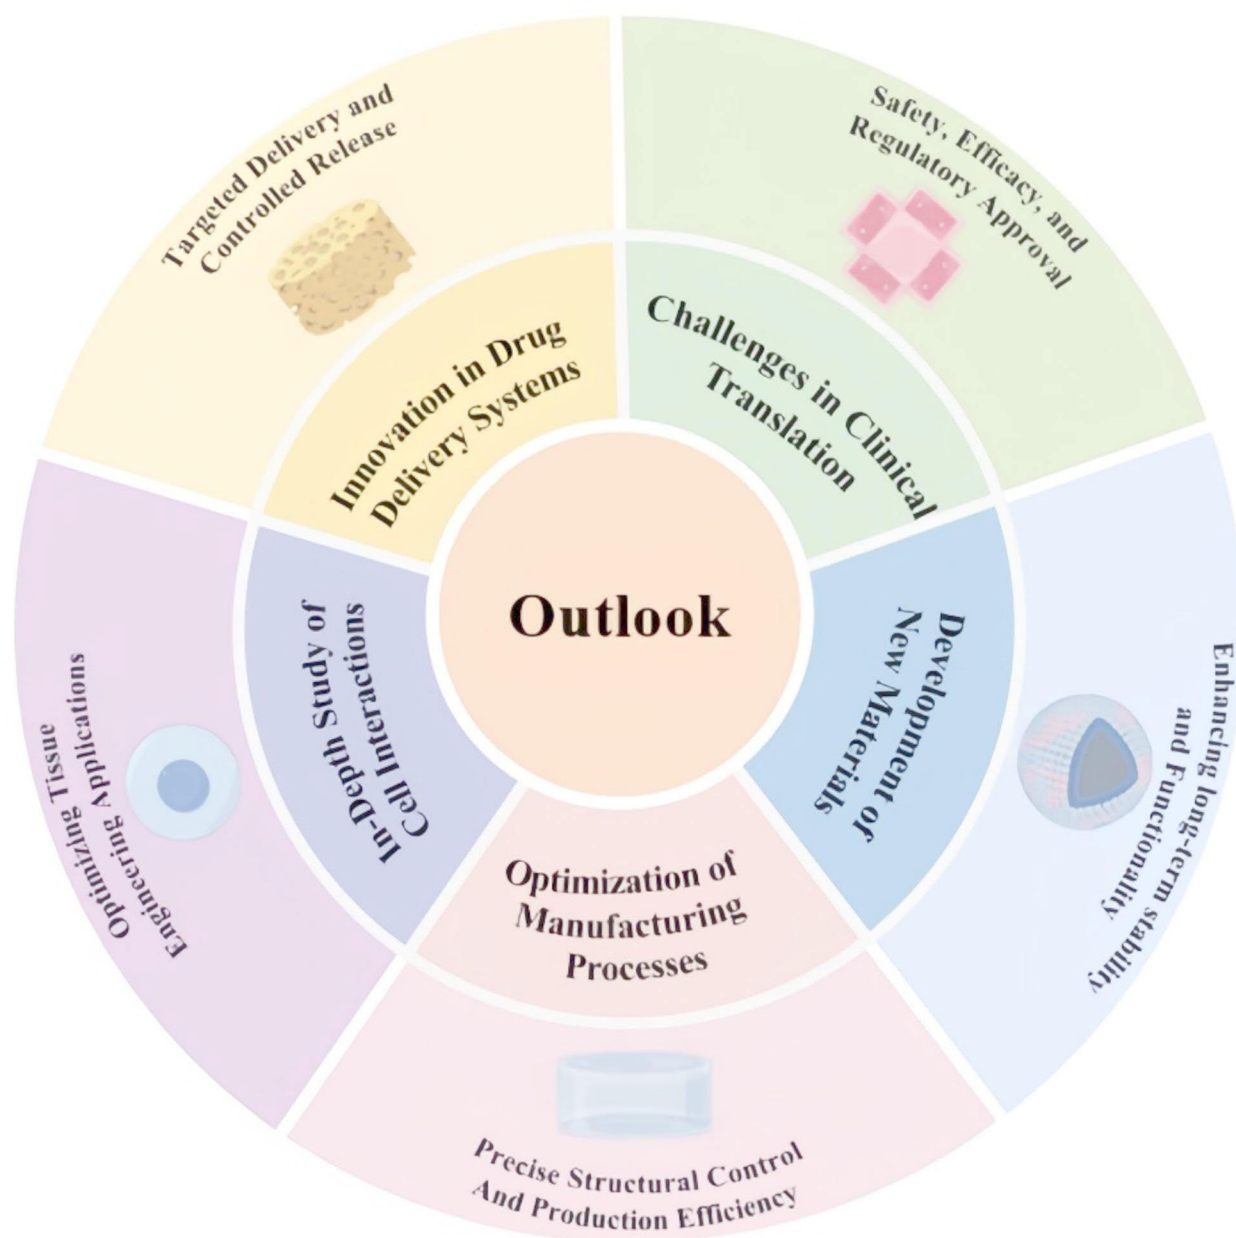 Outlook
Challenges in Clinical
Translation
Safety, Efficacy, and
Regulatory Approval
Development of
New Materials
Enhancing long-term stability
and Functionality
Optimization of
Manufacturing
Processes
Precise Structural Control
And Production Efficiency
In-Depth Study of
Cell Interactions
Optimizing Tissue
Engineering Applications
Innovation in Drug
Delivery Systems
Targeted Delivery and
Controlled Release